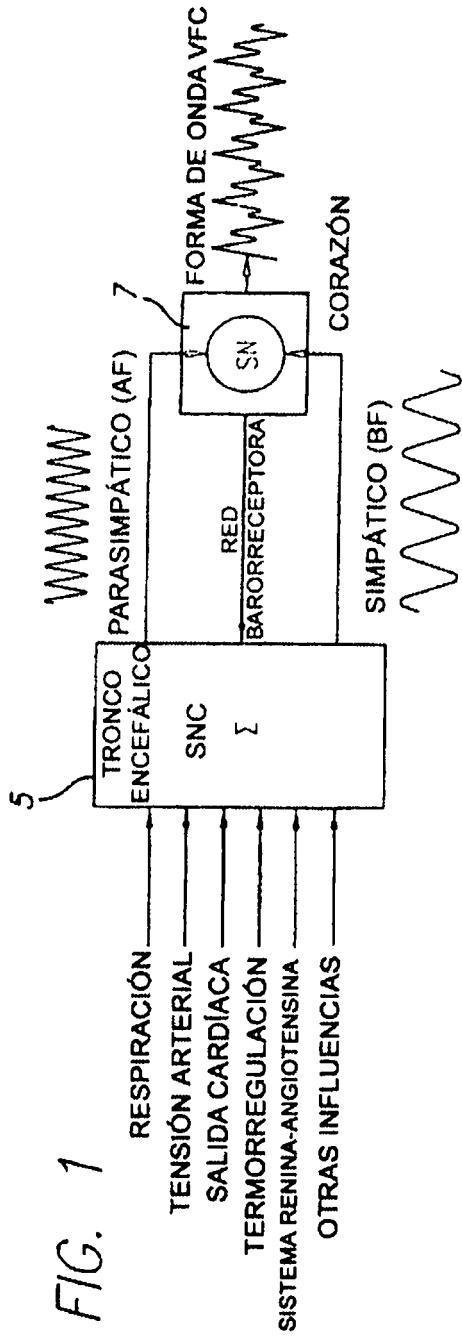 FIG. 1
RESPIRACIÓN
TENSIÓN ARTERIAL
SALIDA CARDÍACA
TERMORREGULACIÓN
SISTEMA RENINA-ANGIOTENSINA
OTRAS INFLUENCIAS
5
TRONCO
ENCEFÁLICO
SNC
Σ
PARASIMPÁTICO (AF)
RED
BARORRECEPTORA
SIMPÁTICO (BF)
7
SN
CORAZÓN
FORMA DE ONDA VFC